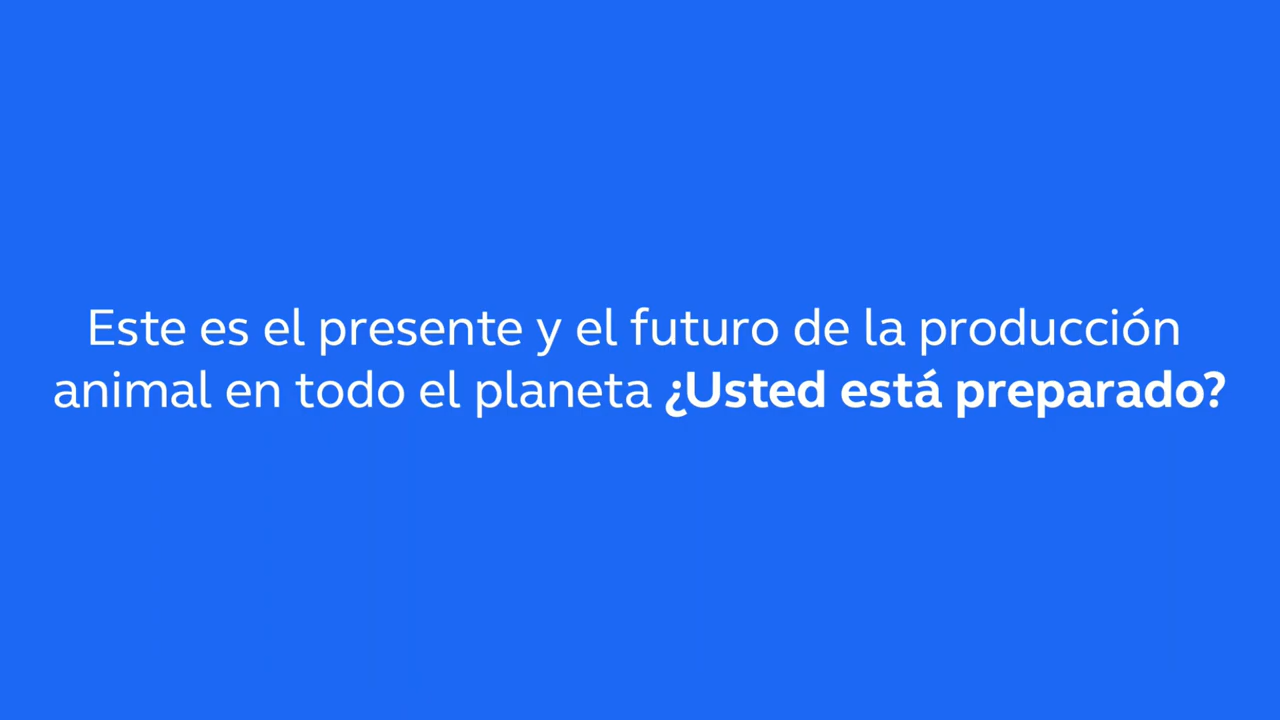 Este es el presente y el futuro de la producción
animal en todo el planeta ¿Usted está preparado?